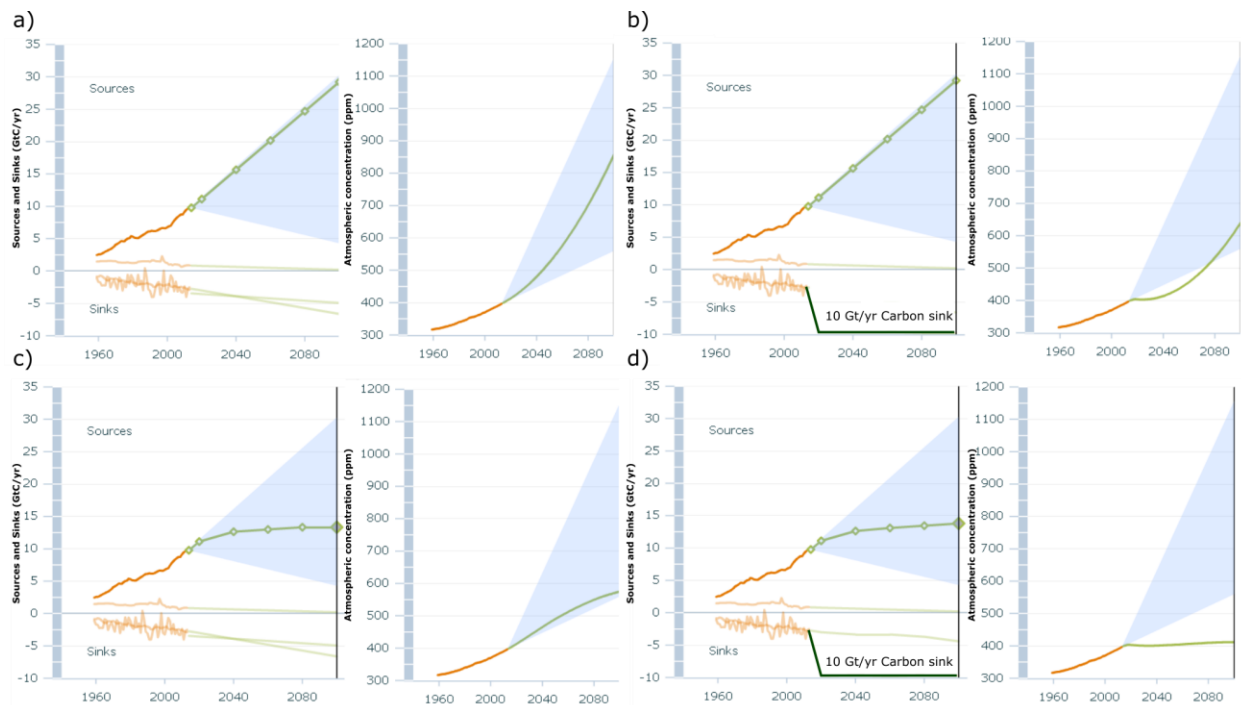 a)
Sources and Sinks (GtC/yr)
35
30
25
20
15
10
5
0
-5
-10
Sources
Sinks
1960 2000 2040 2080
Atmospheric concentration (ppm)
1200
1100
1000
900
800
700
600
500
400
300
1960 2000 2040 2080
b)
Sources and Sinks (GtC/yr)
35
30
25
20
15
10
5
0
-5
-10
Sources
Sinks
10 Gt/yr Carbon sink
1960 2000 2040 2080
Atmospheric concentration (ppm)
1200
1100
1000
900
800
700
600
500
400
300
1960 2000 2040 2080
c)
Sources and Sinks (GtC/yr)
35
30
25
20
15
10
5
0
-5
-10
Sources
Sinks
1960 2000 2040 2080
Atmospheric concentration (ppm)
1200
1100
1000
900
800
700
600
500
400
300
1960 2000 2040 2080
d)
Sources and Sinks (GtC/yr)
35
30
25
20
15
10
5
0
-5
-10
Sources
Sinks
10 Gt/yr Carbon sink
1960 2000 2040 2080
Atmospheric concentration (ppm)
1200
1100
1000
900
800
700
600
500
400
300
1960 2000 2040 2080